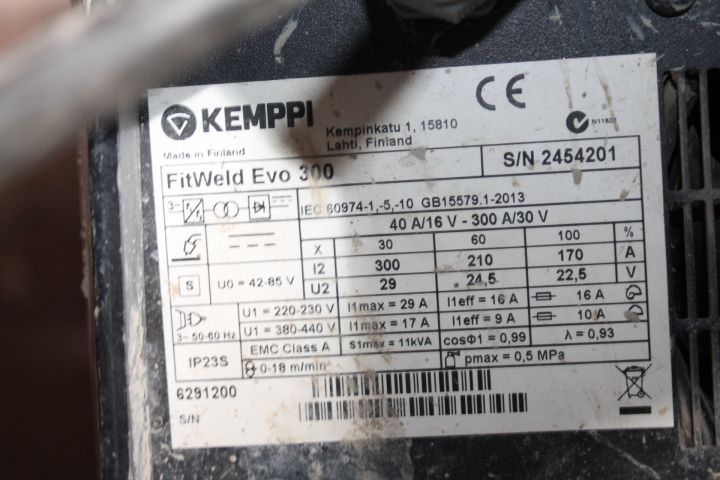 KEMPPI
Kempinkatu 1, 15810
Lahti, Finland
CE
Made in Finland
FitWeld Evo 300
S/N 2454201
3~
IEC 60974-1,-5,-10 GB15579.1-2013
40 A/16 V - 300 A/30 V
X 30 60 100 %
I2 300 210 170 A
U2 29 24,5 22,5 V
S
U0 = 42-85 V
U1 = 220-230 V I1max = 29 A I1eff = 16 A 16 A
3~ 50-60 Hz U1 = 380-440 V I1max = 17 A I1eff = 9 A 10 A
IP23S EMC Class A S1max = 11kVA cosΦ1 = 0,99 λ = 0,93
0-18 m/min pmax = 0,5 MPa
6291200
S/N